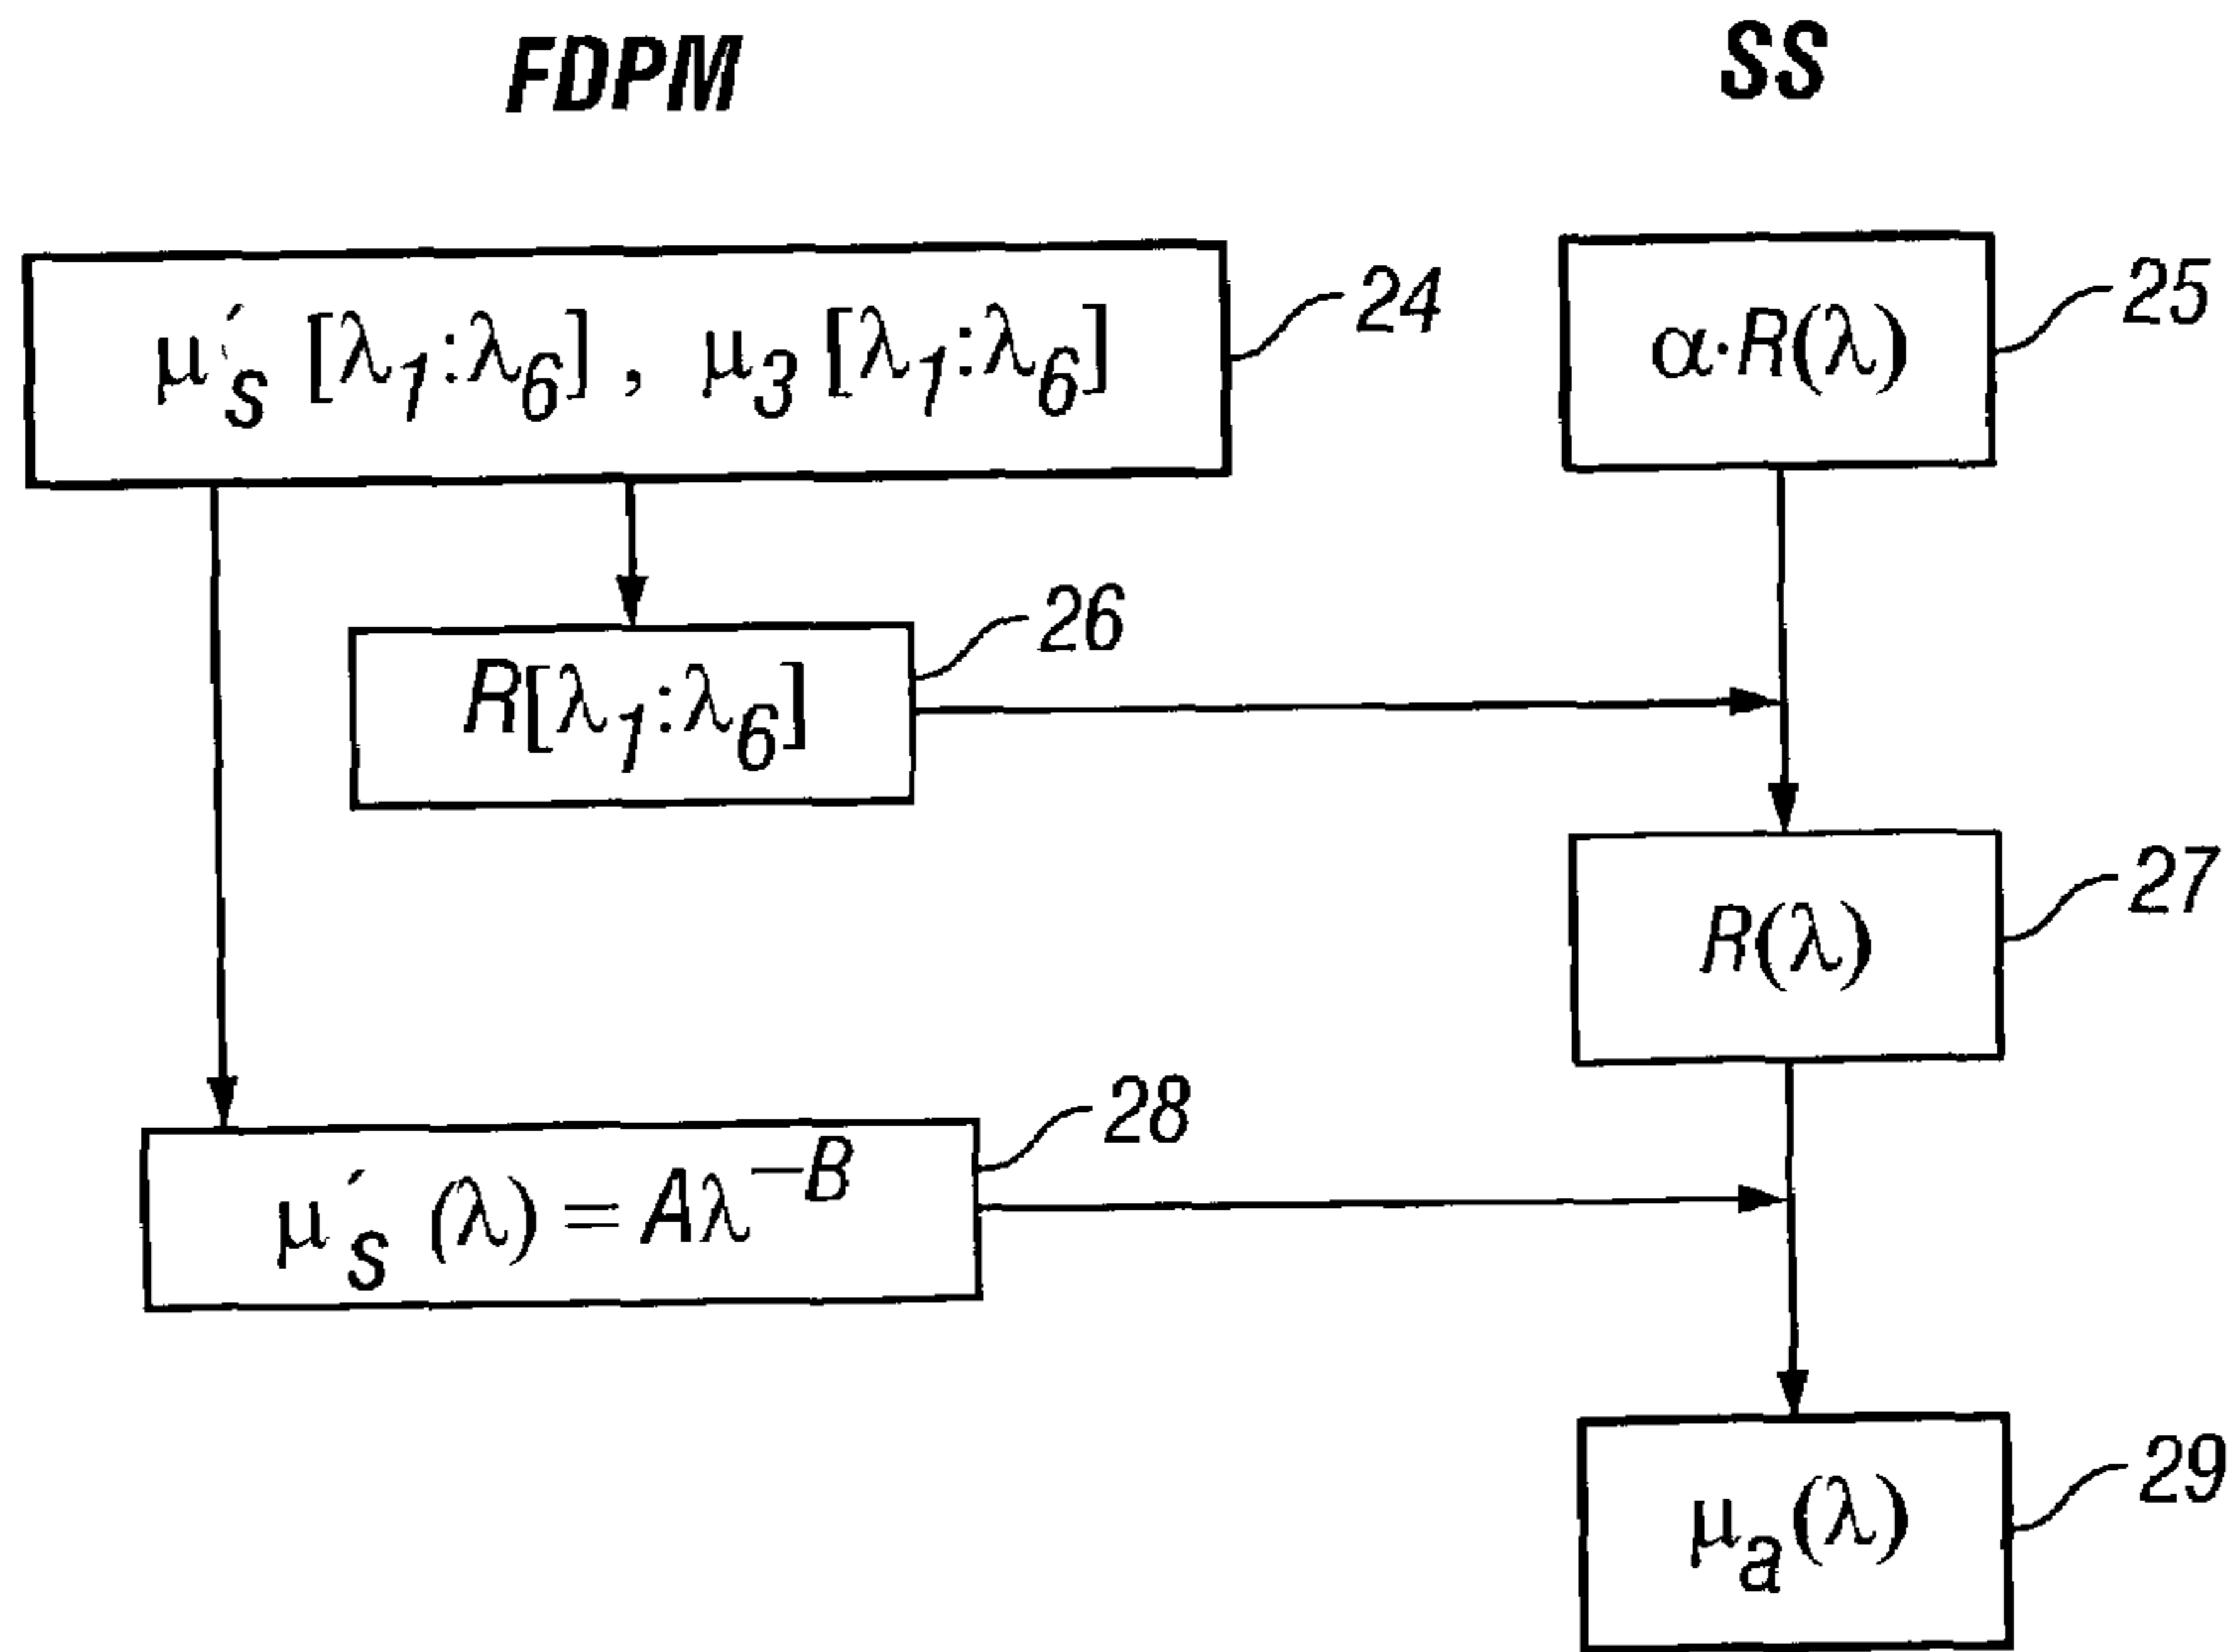 FDPM
SS
μ′s [λ1:λ6] , μ3 [λ1:λ6]
24
α·R(λ)
25
R[λ1:λ6]
26
R(λ)
27
μ′s (λ) = Aλ−B
28
μa(λ)
29